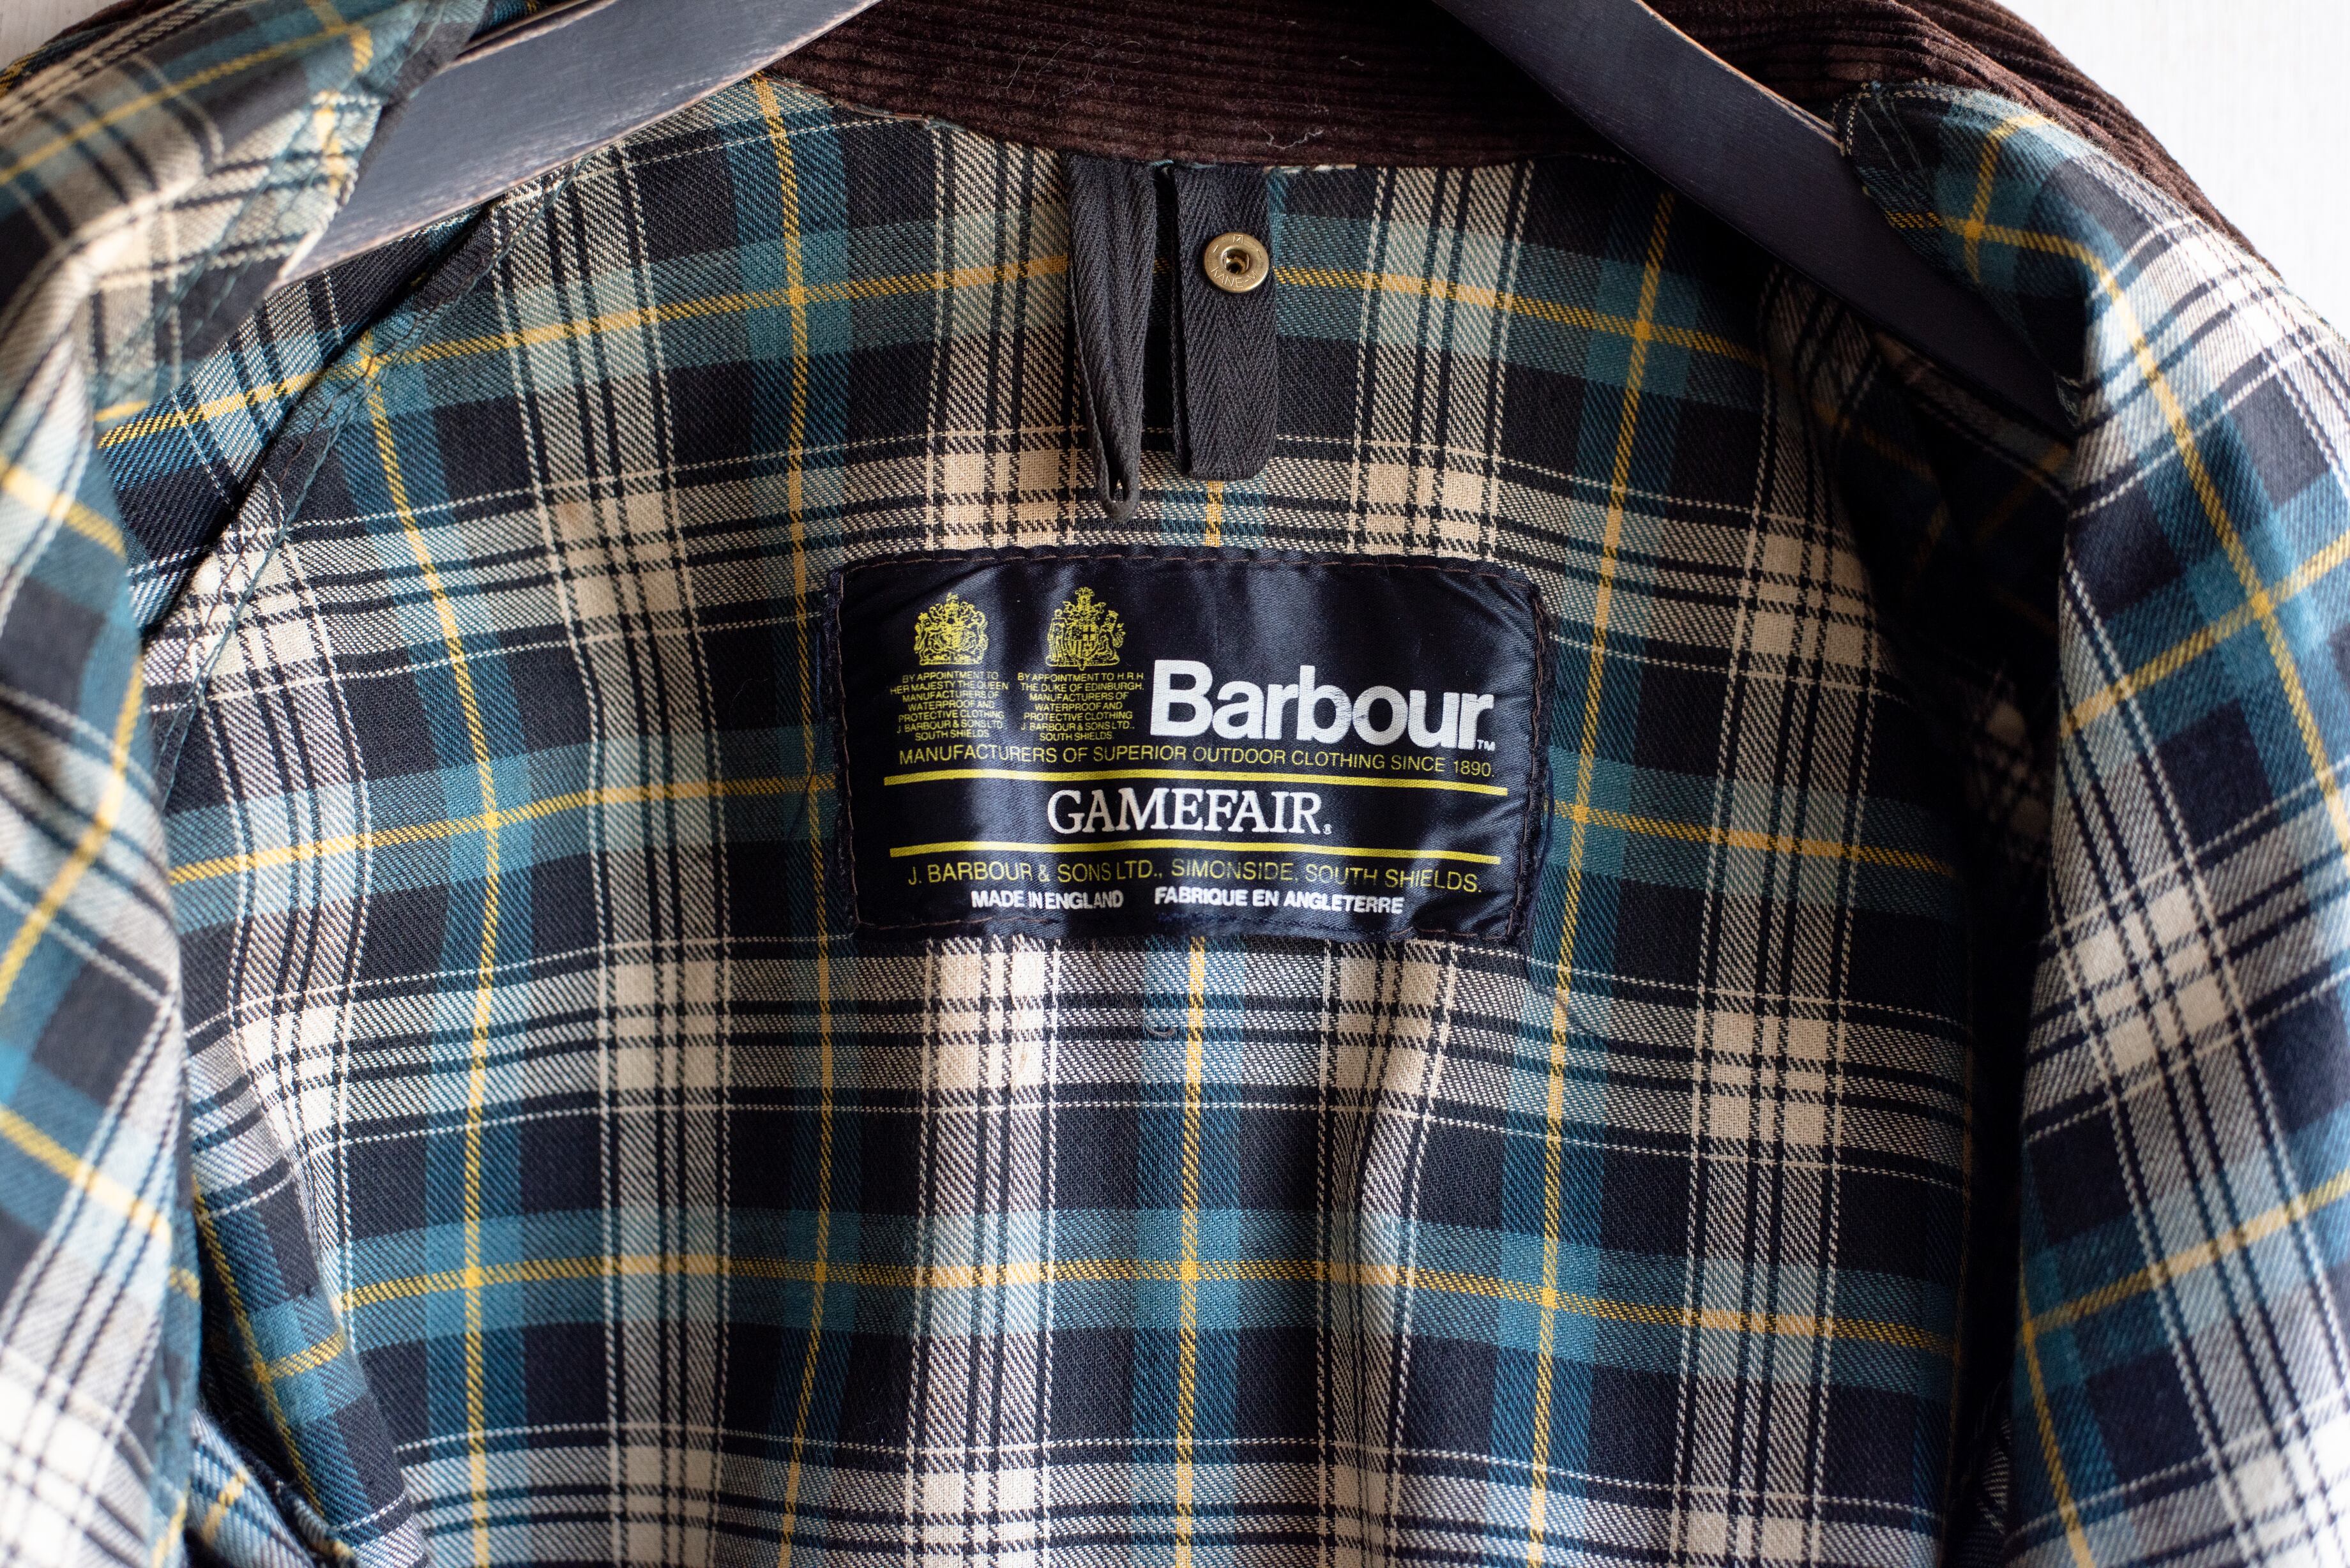 BY APPOINTMENT TO
HER MAJESTY THE QUEEN
MANUFACTURERS OF
WATERPROOF AND
PROTECTIVE CLOTHING
J. BARBOUR & SONS LTD.
SOUTH SHIELDS
BY APPOINTMENT TO H.R.H.
THE DUKE OF EDINBURGH.
MANUFACTURERS OF
WATERPROOF AND
PROTECTIVE CLOTHING
J. BARBOUR & SONS LTD.,
SOUTH SHIELDS.
Barbour™
MANUFACTURERS OF SUPERIOR OUTDOOR CLOTHING SINCE 1890.
GAMEFAIR®
J. BARBOUR & SONS LTD., SIMONSIDE, SOUTH SHIELDS.
MADE IN ENGLAND FABRIQUE EN ANGLETERRE